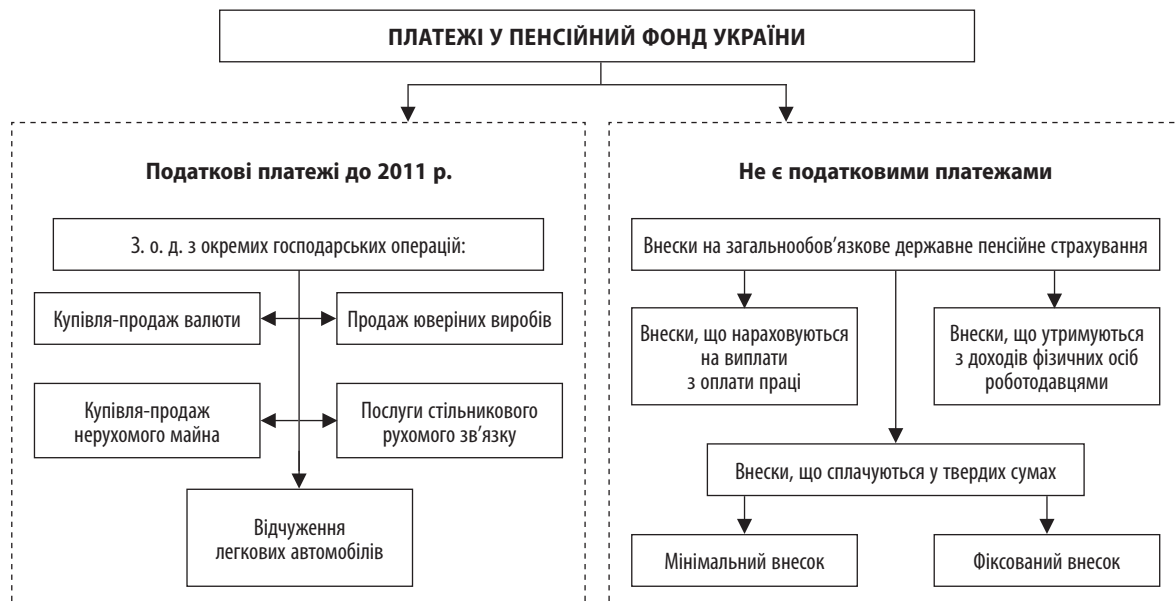 ПЛАТЕЖІ У ПЕНСІЙНИЙ ФОНД УКРАЇНИ
Податкові платежі до 2011 р.
З. о. д. з окремих господарських операцій:
Купівля-продаж валюти
Продаж юверіних виробів
Купівля-продаж
нерухомого майна
Послуги стільникового
рухомого зв’язку
Відчуження
легкових автомобілів
Не є податковими платежами
Внески на загальнообов’язкове державне пенсійне страхування
Внески, що нараховуються
на виплати
з оплати праці
Внески, що утримуються
з доходів фізичних осіб
роботодавцями
Внески, що сплачуються у твердих сумах
Мінімальний внесок
Фіксований внесок